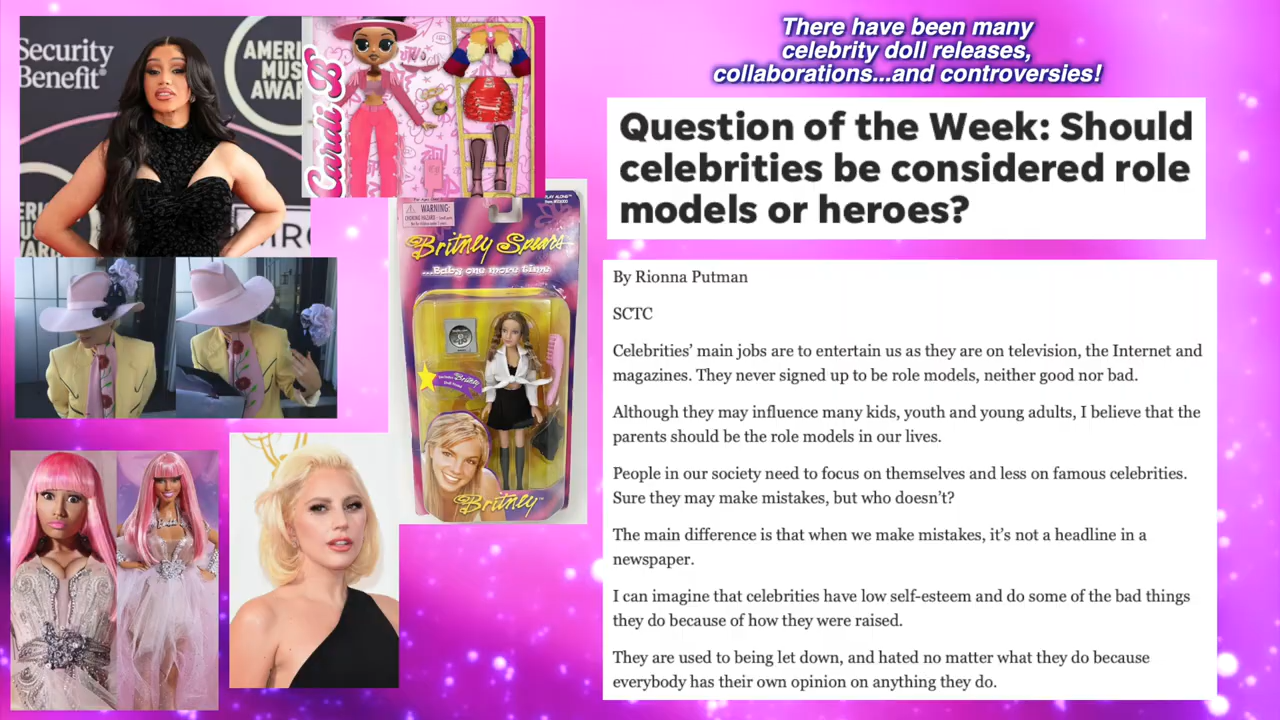 There have been many
celebrity doll releases,
collaborations...and controversies!
Security
Benefit®
AMERI
MUS
AWAR
Cardi B
WARNING:
Britney Spears
...Baby one more time
Britney
Question of the Week: Should
celebrities be considered role
models or heroes?
By Rionna Putman
SCTC
Celebrities’ main jobs are to entertain us as they are on television, the Internet and
magazines. They never signed up to be role models, neither good nor bad.
Although they may influence many kids, youth and young adults, I believe that the
parents should be the role models in our lives.
People in our society need to focus on themselves and less on famous celebrities.
Sure they may make mistakes, but who doesn’t?
The main difference is that when we make mistakes, it’s not a headline in a
newspaper.
I can imagine that celebrities have low self-esteem and do some of the bad things
they do because of how they were raised.
They are used to being let down, and hated no matter what they do because
everybody has their own opinion on anything they do.